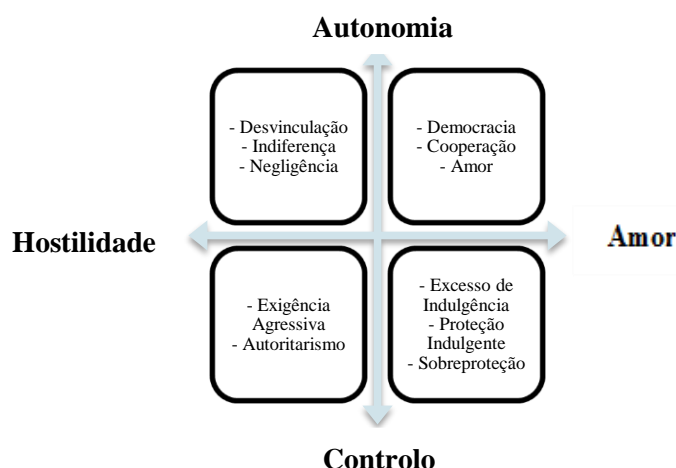 Autonomia
- Desvinculação
- Indiferença
- Negligência
- Democracia
- Cooperação
- Amor
Hostilidade
Amor
- Exigência
Agressiva
- Autoritarismo
- Excesso de
Indulgência
- Proteção
Indulgente
- Sobreproteção
Controlo